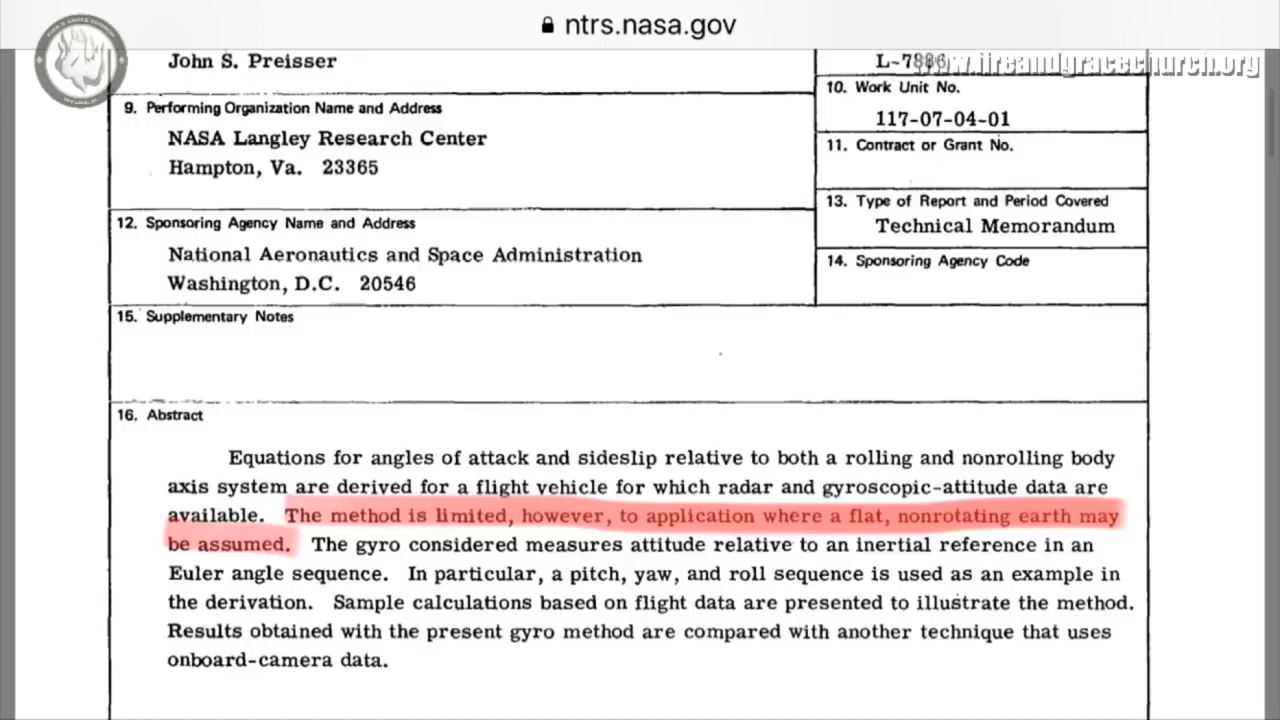 ntrs.nasa.gov
John S. Preisser
L-7886
www.fireandgracechurch.org
9. Performing Organization Name and Address
NASA Langley Research Center
Hampton, Va. 23365
10. Work Unit No.
117-07-04-01
11. Contract or Grant No.
12. Sponsoring Agency Name and Address
National Aeronautics and Space Administration
Washington, D.C. 20546
13. Type of Report and Period Covered
Technical Memorandum
14. Sponsoring Agency Code
15. Supplementary Notes
16. Abstract
Equations for angles of attack and sideslip relative to both a rolling and nonrolling body
axis system are derived for a flight vehicle for which radar and gyroscopic-attitude data are
available. The method is limited, however, to application where a flat, nonrotating earth may
be assumed. The gyro considered measures attitude relative to an inertial reference in an
Euler angle sequence. In particular, a pitch, yaw, and roll sequence is used as an example in
the derivation. Sample calculations based on flight data are presented to illustrate the method.
Results obtained with the present gyro method are compared with another technique that uses
onboard-camera data.